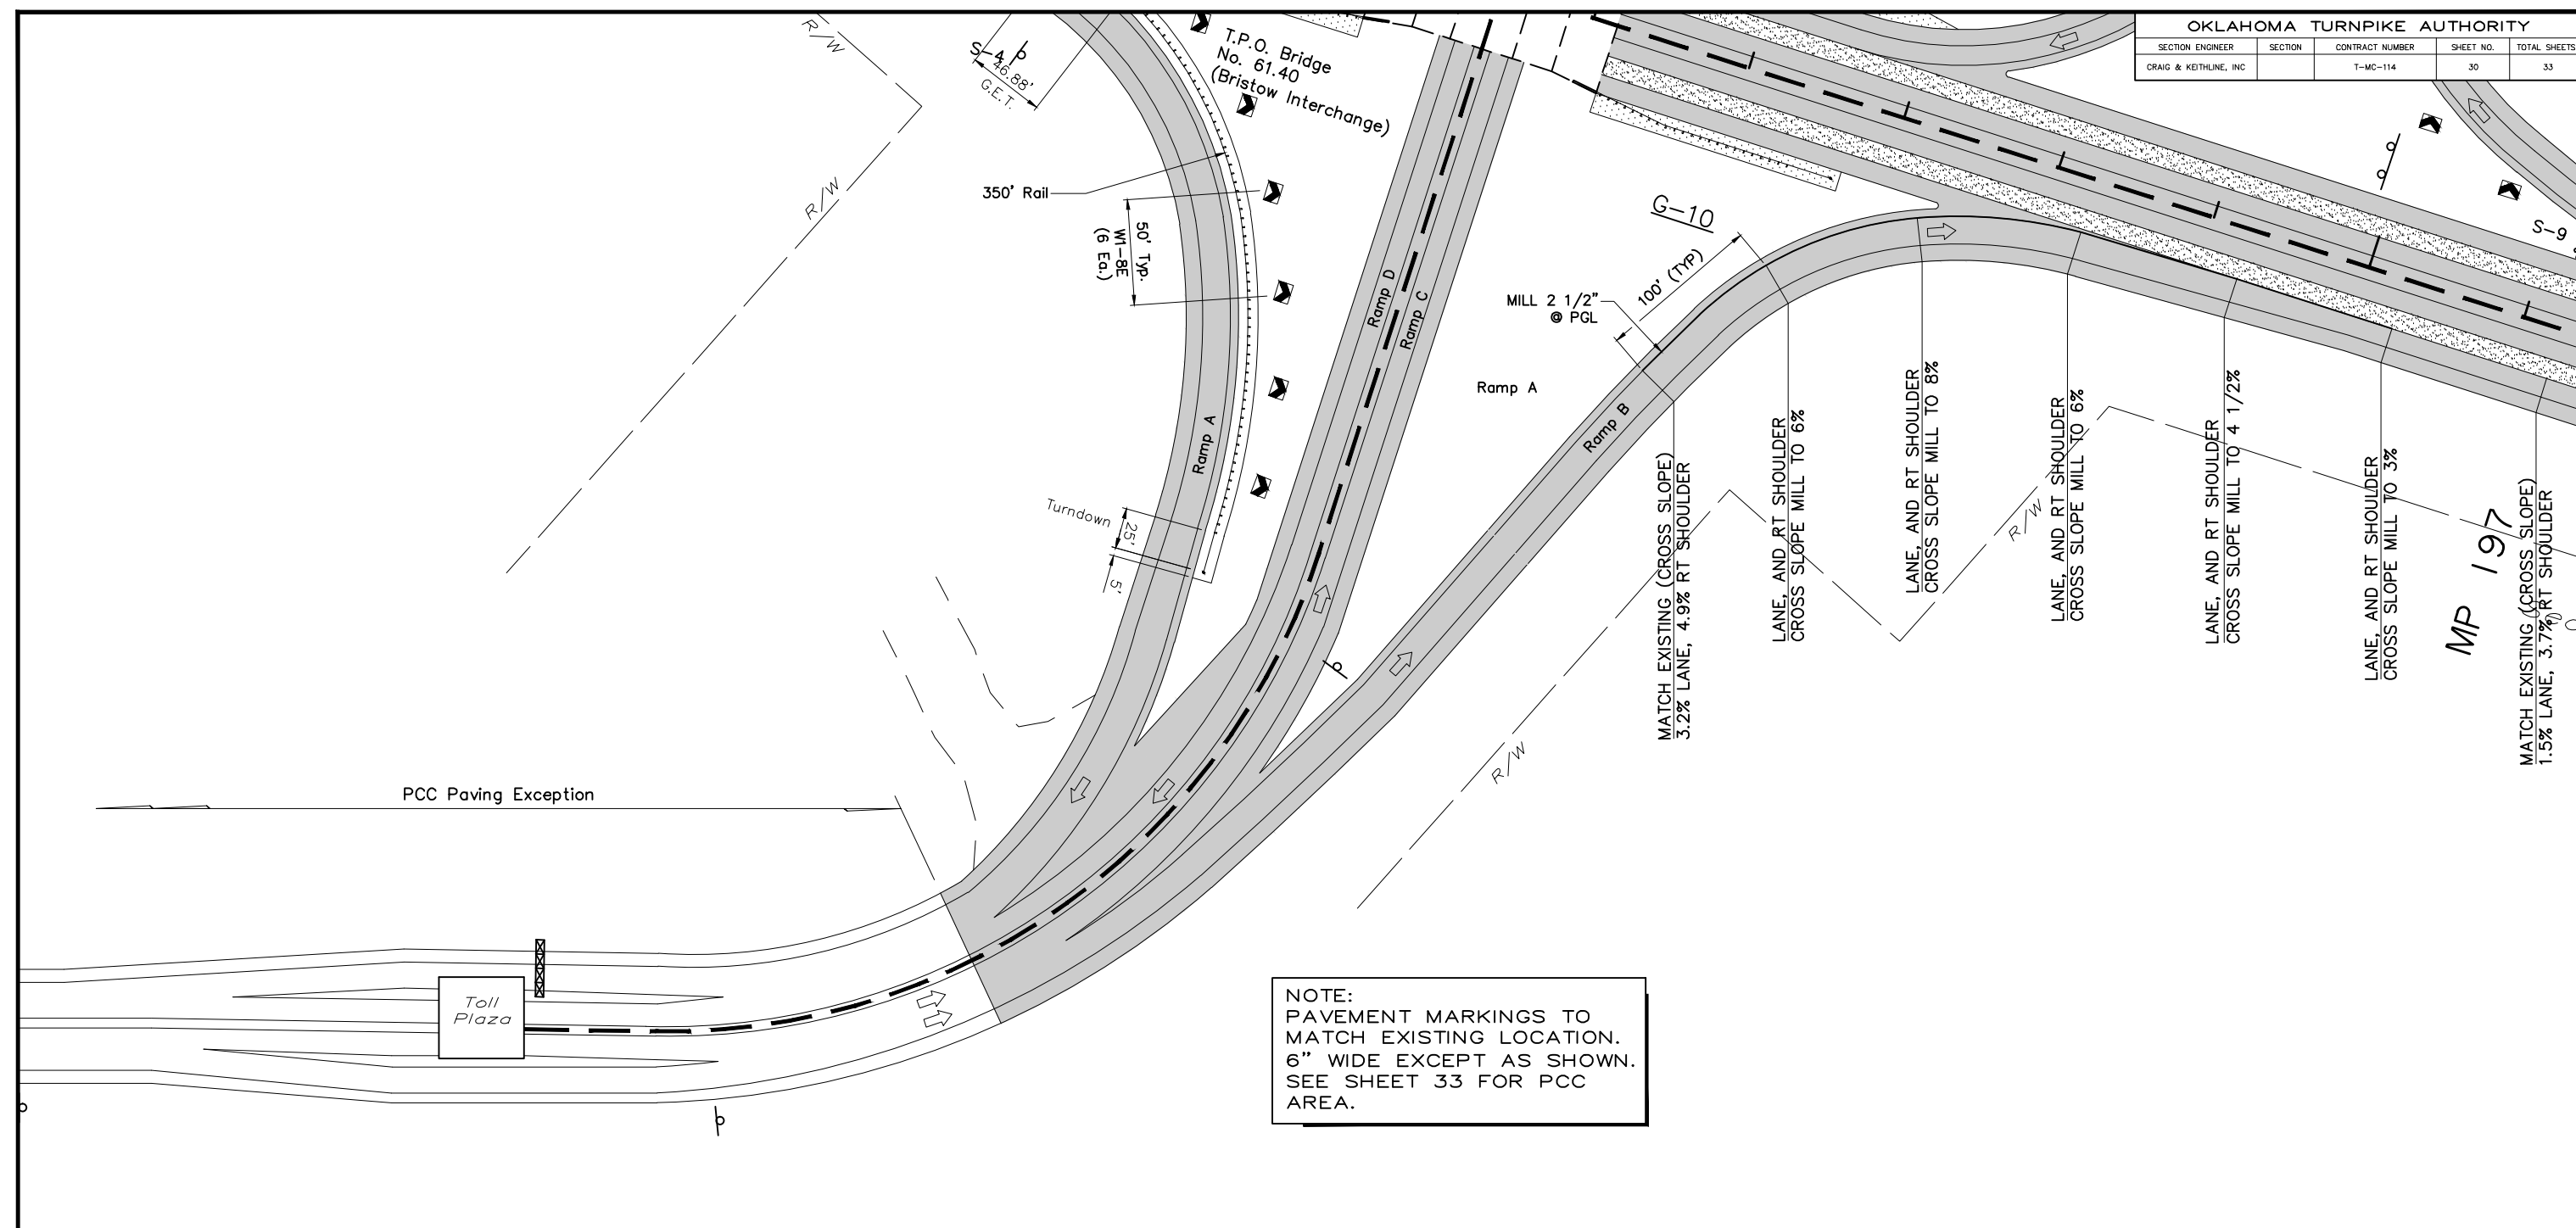 OKLAHOMA TURNPIKE AUTHORITY
SECTION ENGINEER SECTION CONTRACT NUMBER SHEET NO. TOTAL SHEETS
CRAIG & KEITHLINE, INC T-MC-114 30 33
R/W
S-4
46.88'
G.E.T.
T.P.O. Bridge
No. 61.40
(Bristow Interchange)
R/W
350' Rail
50' Typ.
W1-8E
(6 Ea.)
G-10
100' (TYP)
MILL 2 1/2"
@ PGL
S-9
Ramp D
Ramp C
Ramp A
Ramp B
Ramp A
Turndown
25'
5'
MATCH EXISTING (CROSS SLOPE)
3.2% LANE, 4.9% RT SHOULDER
LANE, AND RT SHOULDER
CROSS SLOPE MILL TO 6%
LANE, AND RT SHOULDER
CROSS SLOPE MILL TO 8%
LANE, AND RT SHOULDER
CROSS SLOPE MILL TO 6%
LANE, AND RT SHOULDER
CROSS SLOPE MILL TO 4 1/2%
LANE, AND RT SHOULDER
CROSS SLOPE MILL TO 3%
MATCH EXISTING (CROSS SLOPE)
1.5% LANE, 3.7% RT SHOULDER
R/W
MP 197
R/W
PCC Paving Exception
Toll
Plaza
NOTE:
PAVEMENT MARKINGS TO
MATCH EXISTING LOCATION.
6" WIDE EXCEPT AS SHOWN.
SEE SHEET 33 FOR PCC
AREA.